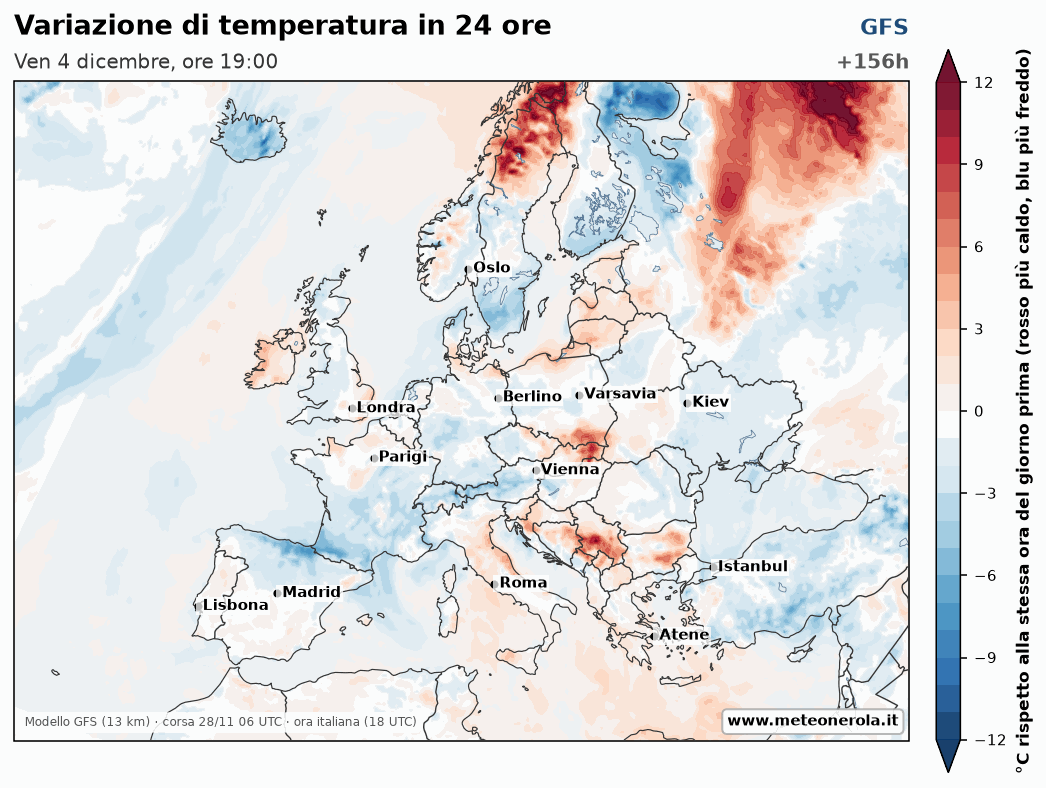 Variazione di temperatura in 24 ore
GFS
Ven 4 dicembre, ore 19:00
+156h
Oslo
Berlino
Varsavia
Kiev
Londra
Parigi
Vienna
Istanbul
Roma
Madrid
Lisbona
Atene
Modello GFS (13 km) · corsa 28/11 06 UTC · ora italiana (18 UTC)
www.meteonerola.it
12
9
6
3
0
−3
−6
−9
−12
°C rispetto alla stessa ora del giorno prima (rosso più caldo, blu più freddo)